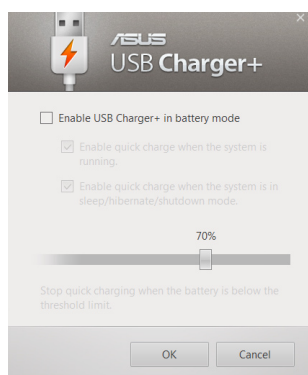 ASUS
USB Charger+
Enable USB Charger+ in battery mode
Enable quick charge when the system is
running.
Enable quick charge when the system is in
sleep/hibernate/shutdown mode.
70%
Stop quick charging when the battery is below the
threshold limit.
OK
Cancel